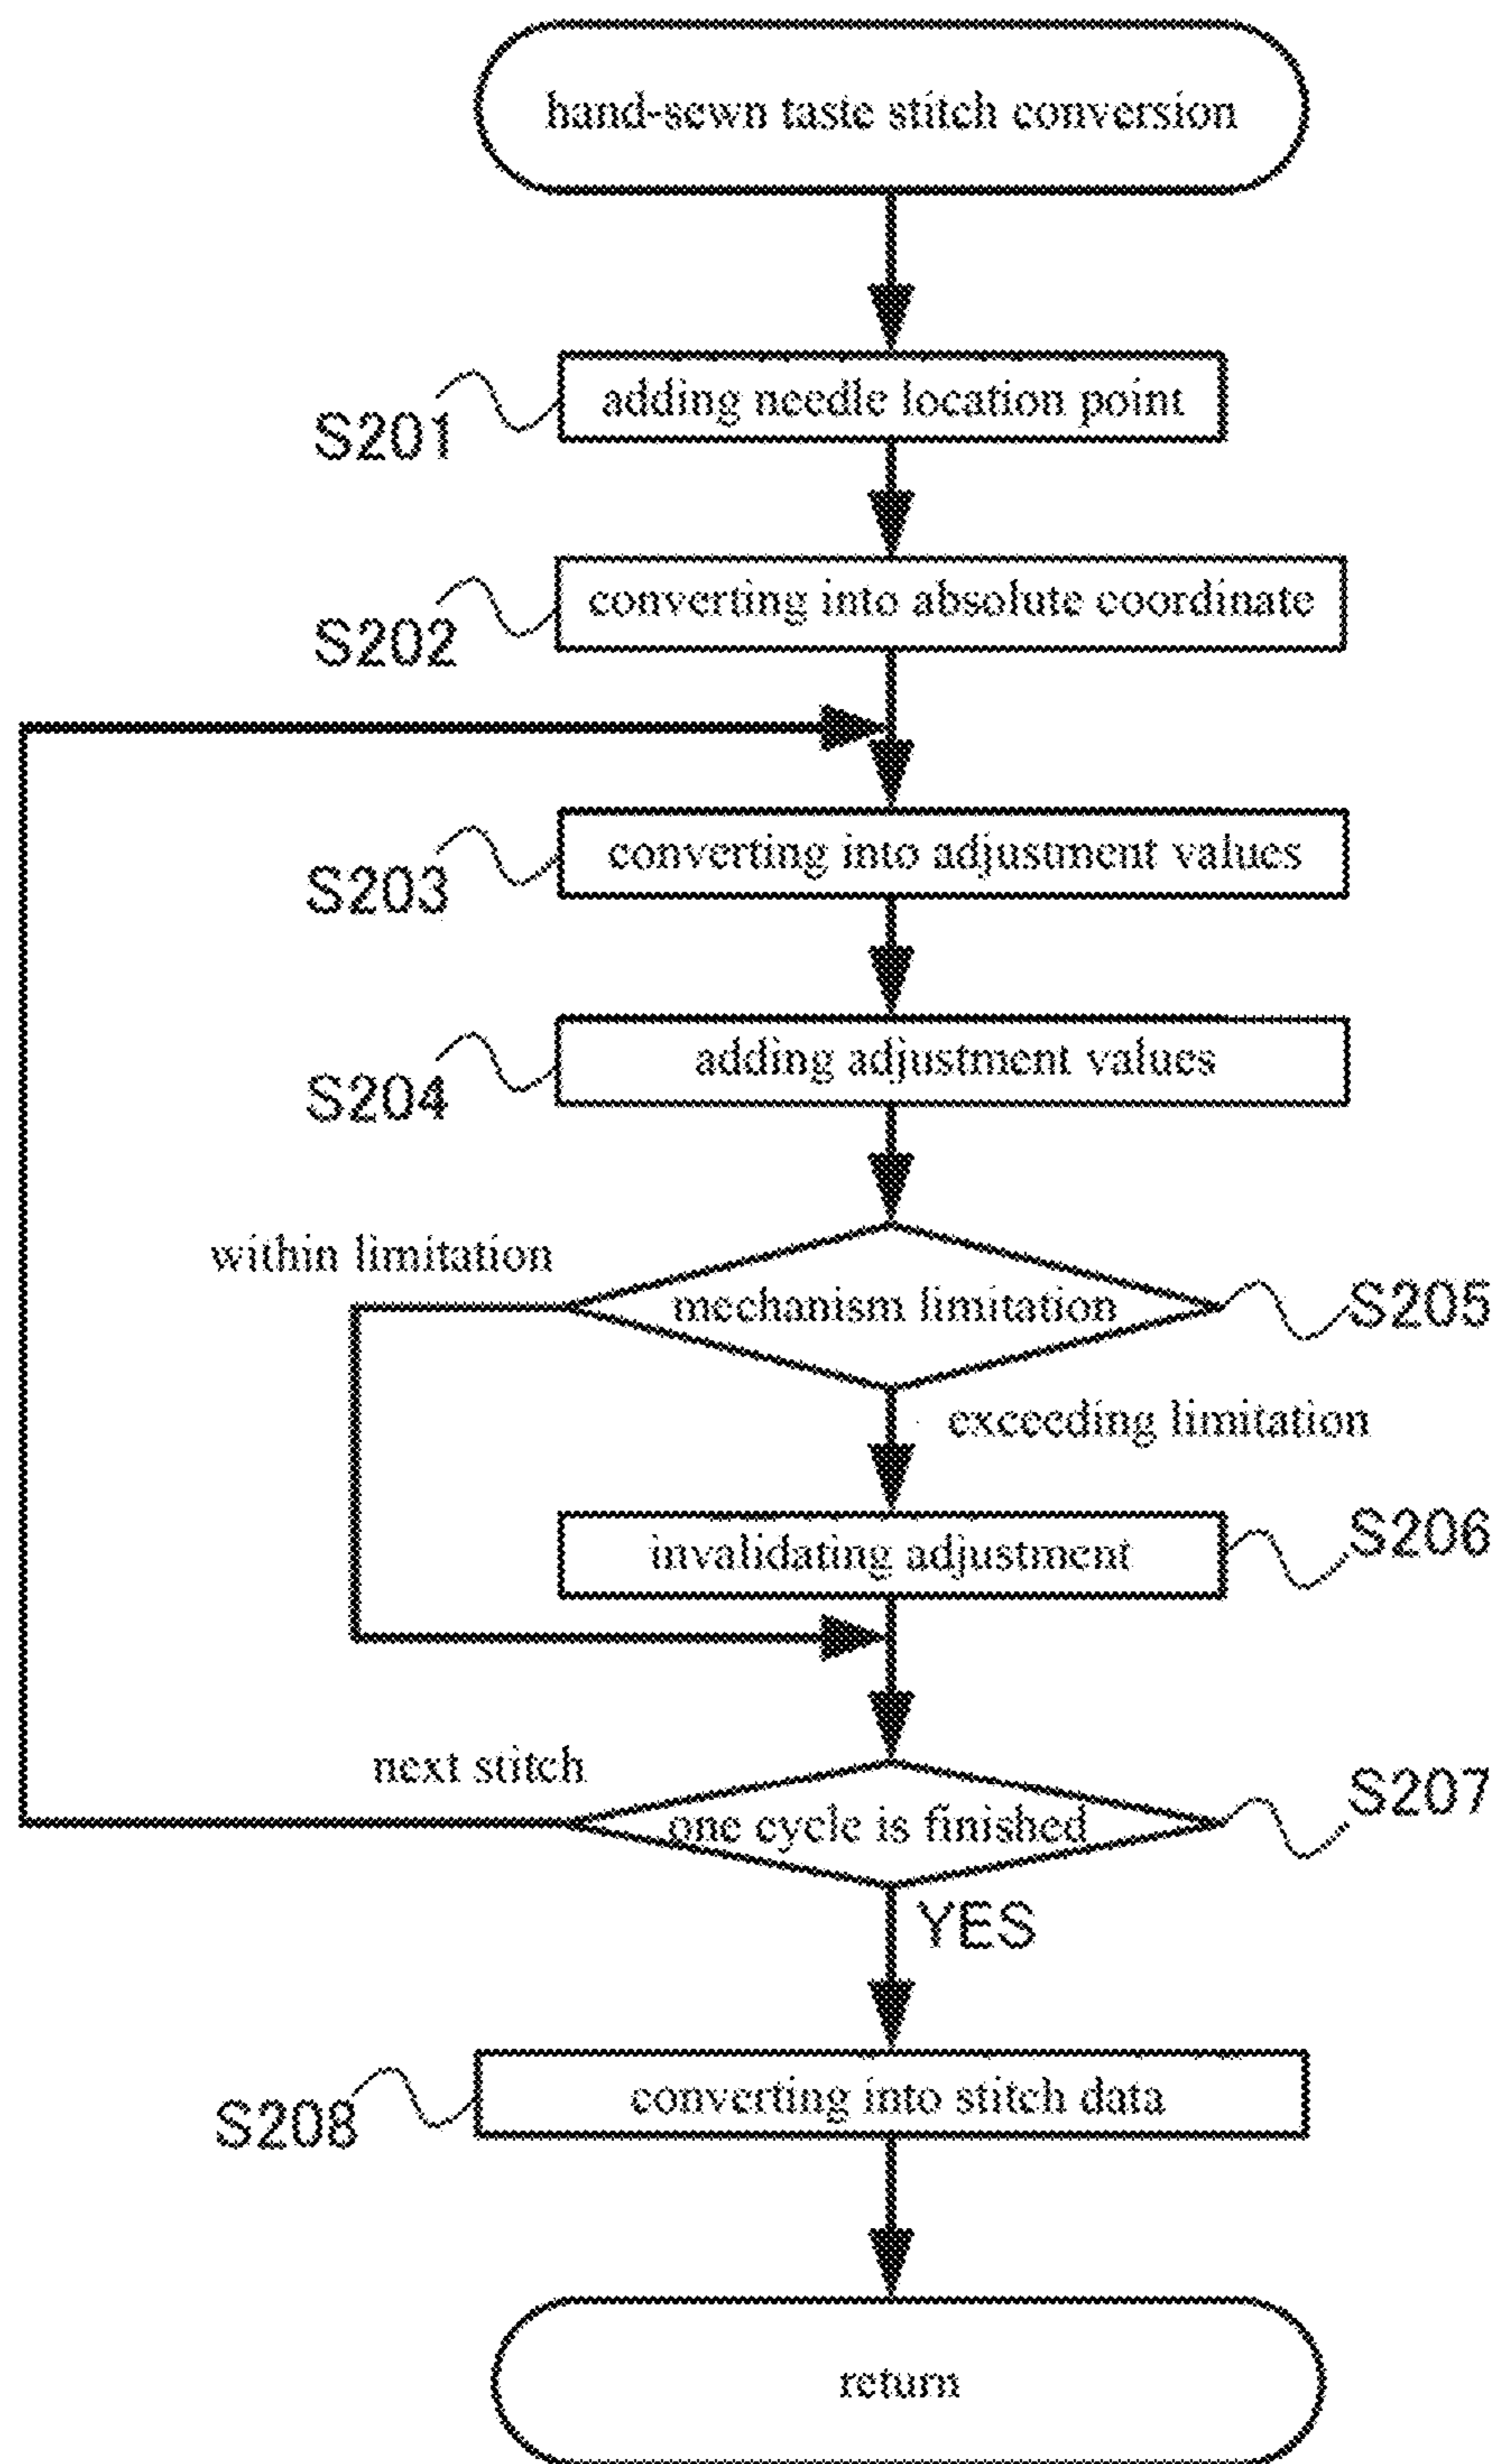 hand-sewn taste stitch conversion
adding needle location point
S201
converting into absolute coordinate
S202
converting into adjustment values
S203
adding adjustment values
S204
within limitation
mechanism limitation
S205
exceeding limitation
invalidating adjustment
S206
next stitch
one cycle is finished
S207
YES
converting into stitch data
S208
return